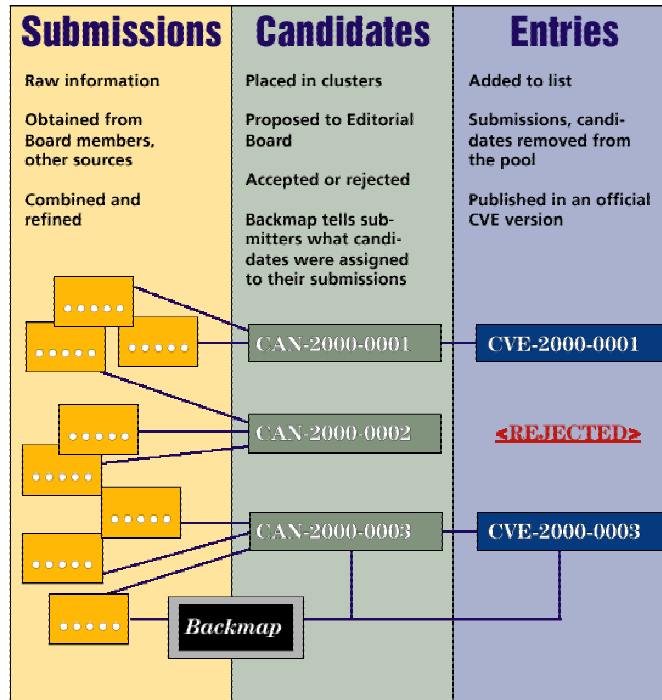 Submissions
Raw information
Obtained from
Board members,
other sources
Combined and
refined
Candidates
Placed in clusters
Proposed to Editorial
Board
Accepted or rejected
Backmap tells sub-
mitters what candi-
dates were assigned
to their submissions
Entries
Added to list
Submissions, candi-
dates removed from
the pool
Published in an official
CVE version
CAN-2000-0001
CVE-2000-0001
CAN-2000-0002
<REJECTED>
CAN-2000-0003
CVE-2000-0003
Backmap